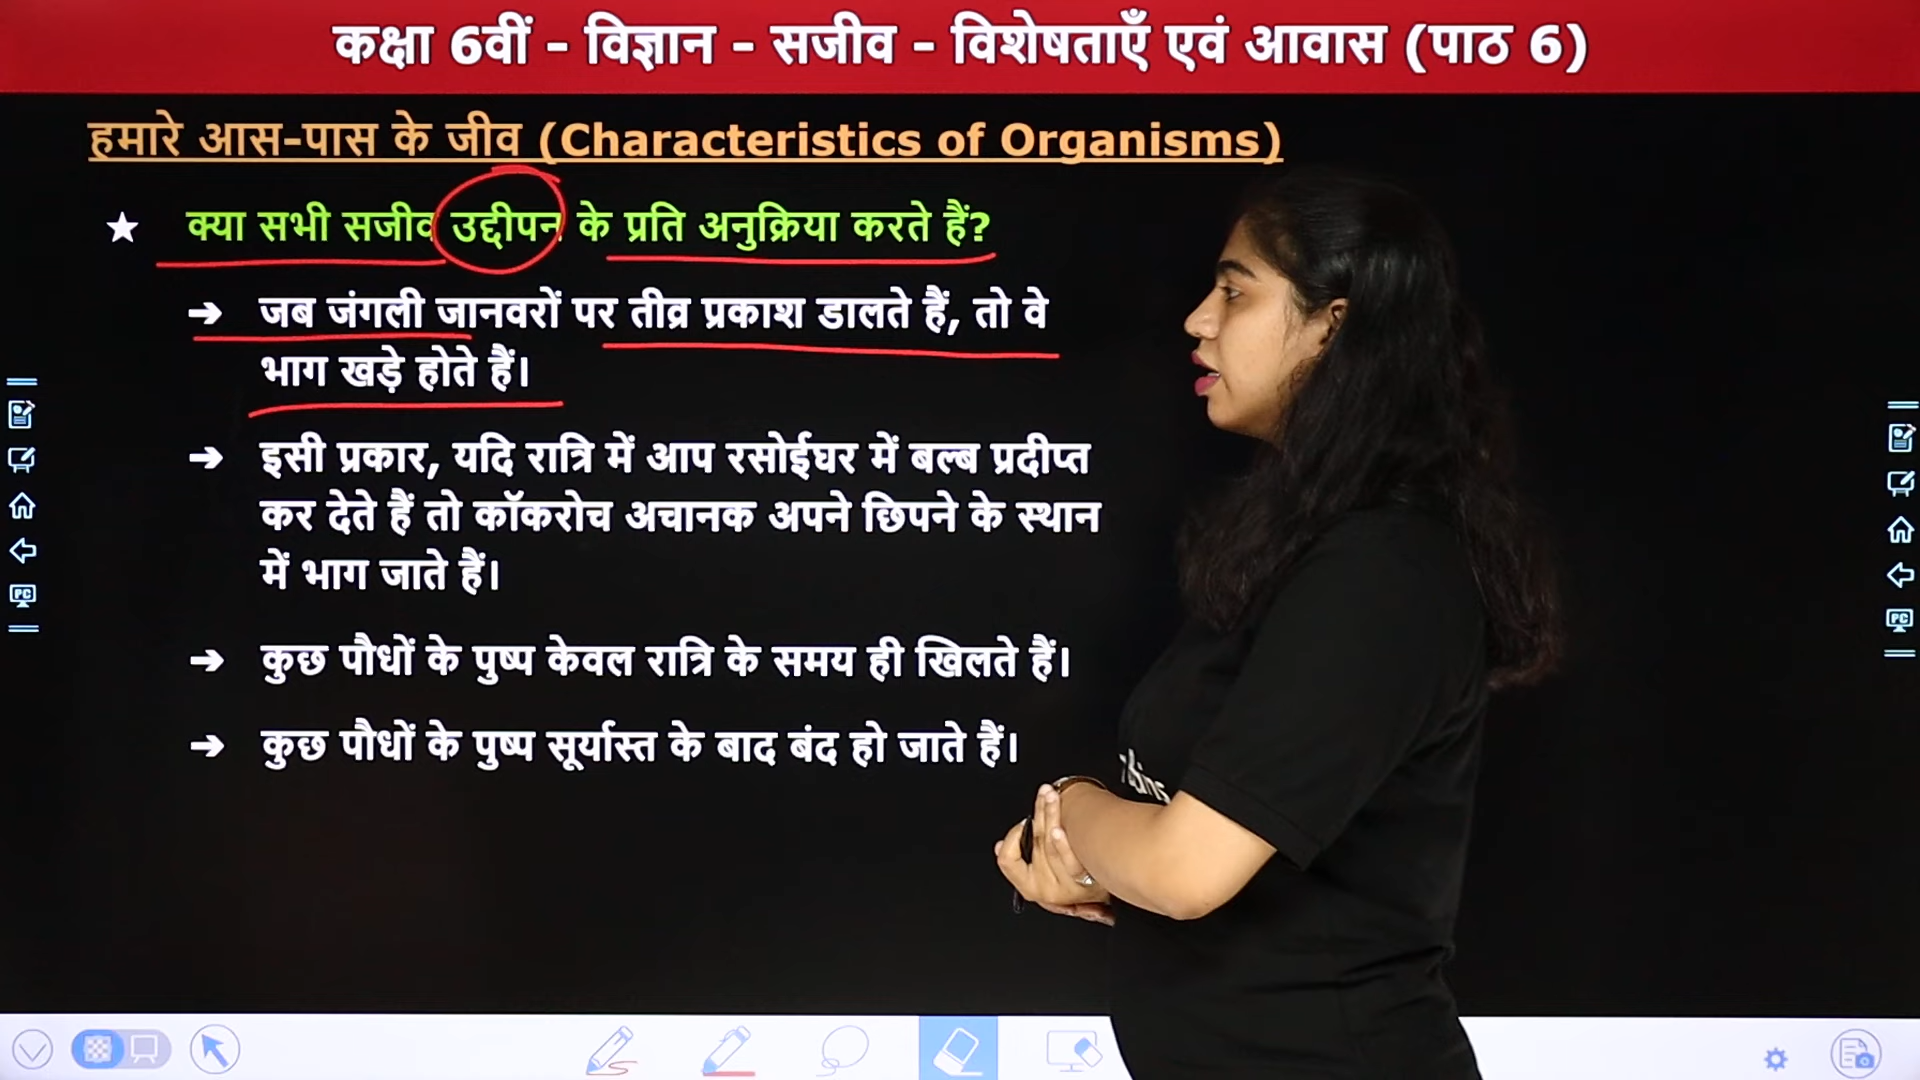 कक्षा 6वीं - विज्ञान - सजीव - विशेषताएँ एवं आवास (पाठ 6)
हमारे आस-पास के जीव (Characteristics of Organisms)
★ क्या सभी सजीव उद्दीपन के प्रति अनुक्रिया करते हैं?
➔ जब जंगली जानवरों पर तीव्र प्रकाश डालते हैं, तो वे
भाग खड़े होते हैं।
➔ इसी प्रकार, यदि रात्रि में आप रसोईघर में बल्ब प्रदीप्त
कर देते हैं तो कॉकरोच अचानक अपने छिपने के स्थान
में भाग जाते हैं।
➔ कुछ पौधों के पुष्प केवल रात्रि के समय ही खिलते हैं।
➔ कुछ पौधों के पुष्प सूर्यास्त के बाद बंद हो जाते हैं।
PC
PC